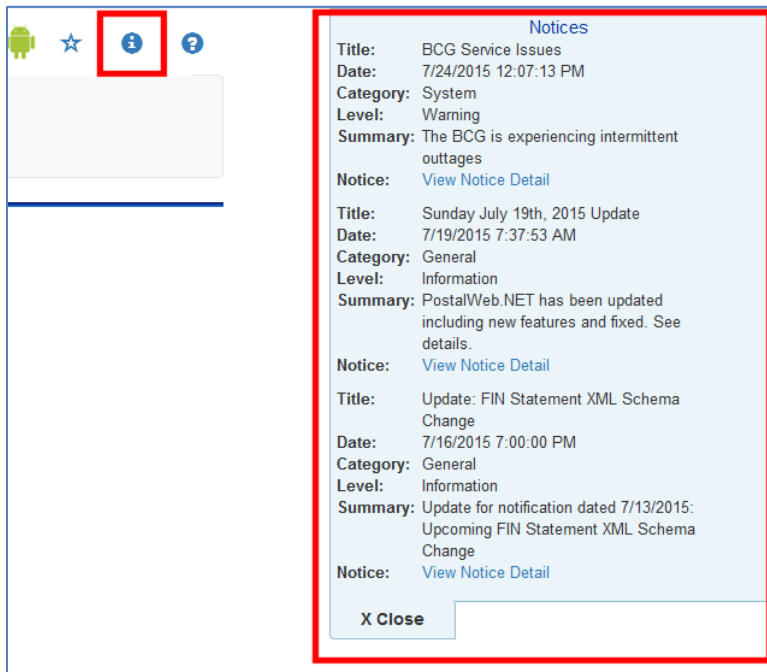 Notices
Title: BCG Service Issues
Date: 7/24/2015 12:07:13 PM
Category: System
Level: Warning
Summary: The BCG is experiencing intermittent
outtages
Notice: View Notice Detail
Title: Sunday July 19th, 2015 Update
Date: 7/19/2015 7:37:53 AM
Category: General
Level: Information
Summary: PostalWeb.NET has been updated
including new features and fixed. See
details.
Notice: View Notice Detail
Title: Update: FIN Statement XML Schema
Change
Date: 7/16/2015 7:00:00 PM
Category: General
Level: Information
Summary: Update for notification dated 7/13/2015:
Upcoming FIN Statement XML Schema
Change
Notice: View Notice Detail
X Close